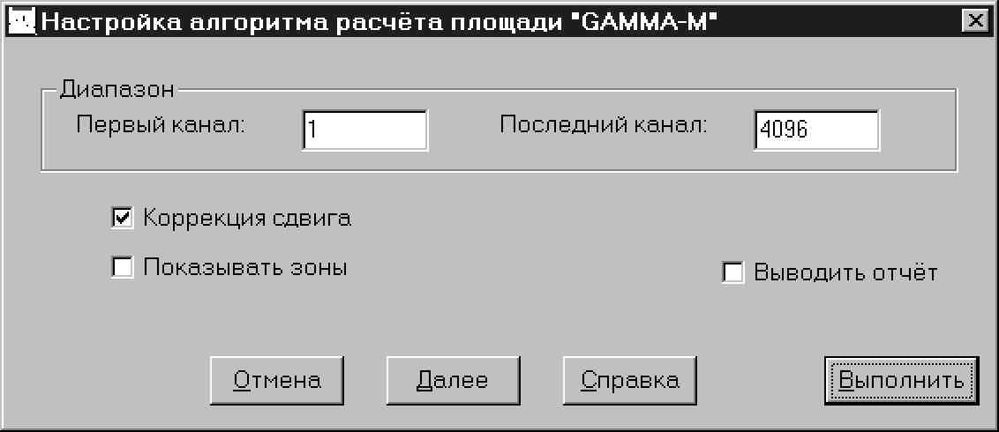 Настройка алгоритма расчёта площади "GAMMA-M"
Диапазон
Первый канал: 1 Последний канал: 4096
Коррекция сдвига
Показывать зоны
Выводить отчёт
Отмена Далее Справка Выполнить